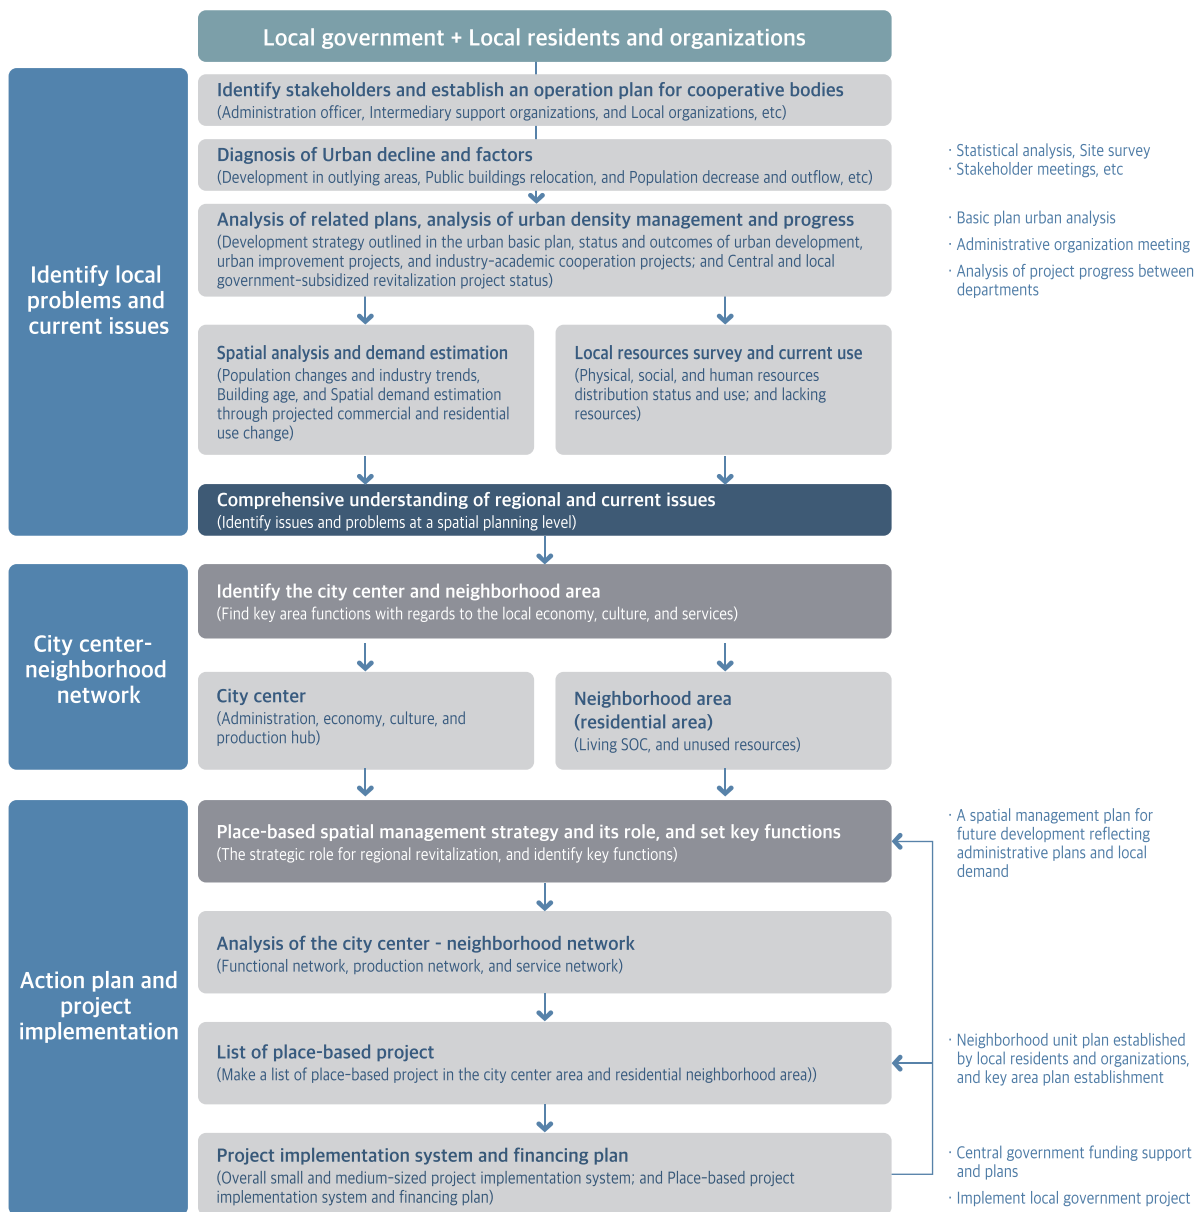 Local government + Local residents and organizations
Identify local
problems and
current issues
Identify stakeholders and establish an operation plan for cooperative bodies
(Administration officer, Intermediary support organizations, and Local organizations, etc)
Diagnosis of Urban decline and factors
(Development in outlying areas, Public buildings relocation, and Population decrease and outflow, etc)
· Statistical analysis, Site survey
· Stakeholder meetings, etc
Analysis of related plans, analysis of urban density management and progress
(Development strategy outlined in the urban basic plan, status and outcomes of urban development,
urban improvement projects, and industry-academic cooperation projects; and Central and local
government-subsidized revitalization project status)
· Basic plan urban analysis
· Administrative organization meeting
· Analysis of project progress between
departments
Spatial analysis and demand estimation
(Population changes and industry trends,
Building age, and Spatial demand estimation
through projected commercial and residential
use change)
Local resources survey and current use
(Physical, social, and human resources
distribution status and use; and lacking
resources)
Comprehensive understanding of regional and current issues
(Identify issues and problems at a spatial planning level)
City center-
neighborhood
network
Identify the city center and neighborhood area
(Find key area functions with regards to the local economy, culture, and services)
City center
(Administration, economy, culture, and
production hub)
Neighborhood area
(residential area)
(Living SOC, and unused resources)
Action plan and
project
implementation
Place-based spatial management strategy and its role, and set key functions
(The strategic role for regional revitalization, and identify key functions)
· A spatial management plan for
future development reflecting
administrative plans and local
demand
Analysis of the city center - neighborhood network
(Functional network, production network, and service network)
List of place-based project
(Make a list of place-based project in the city center area and residential neighborhood area))
· Neighborhood unit plan established
by local residents and organizations,
and key area plan establishment
Project implementation system and financing plan
(Overall small and medium-sized project implementation system; and Place-based project
implementation system and financing plan)
· Central government funding support
and plans
· Implement local government project